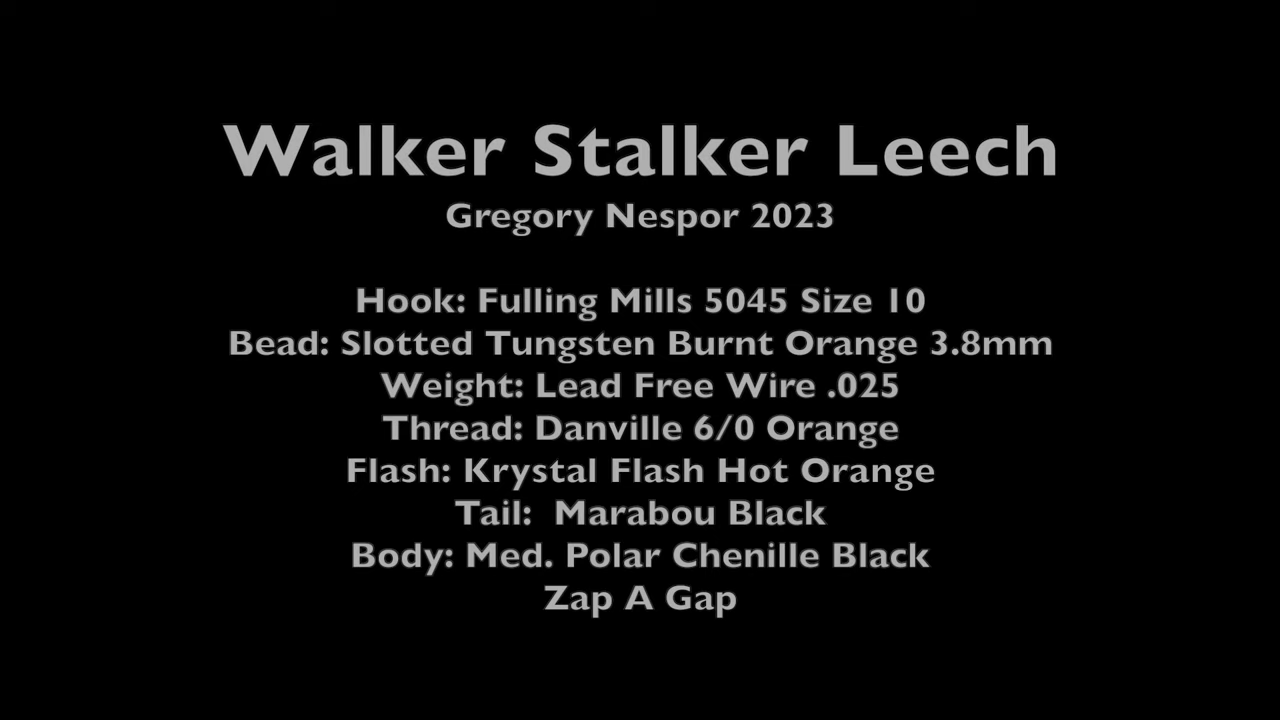 Walker Stalker Leech
Gregory Nespor 2023
Hook: Fulling Mills 5045 Size 10
Bead: Slotted Tungsten Burnt Orange 3.8mm
Weight: Lead Free Wire .025
Thread: Danville 6/0 Orange
Flash: Krystal Flash Hot Orange
Tail:  Marabou Black
Body: Med. Polar Chenille Black
Zap A Gap